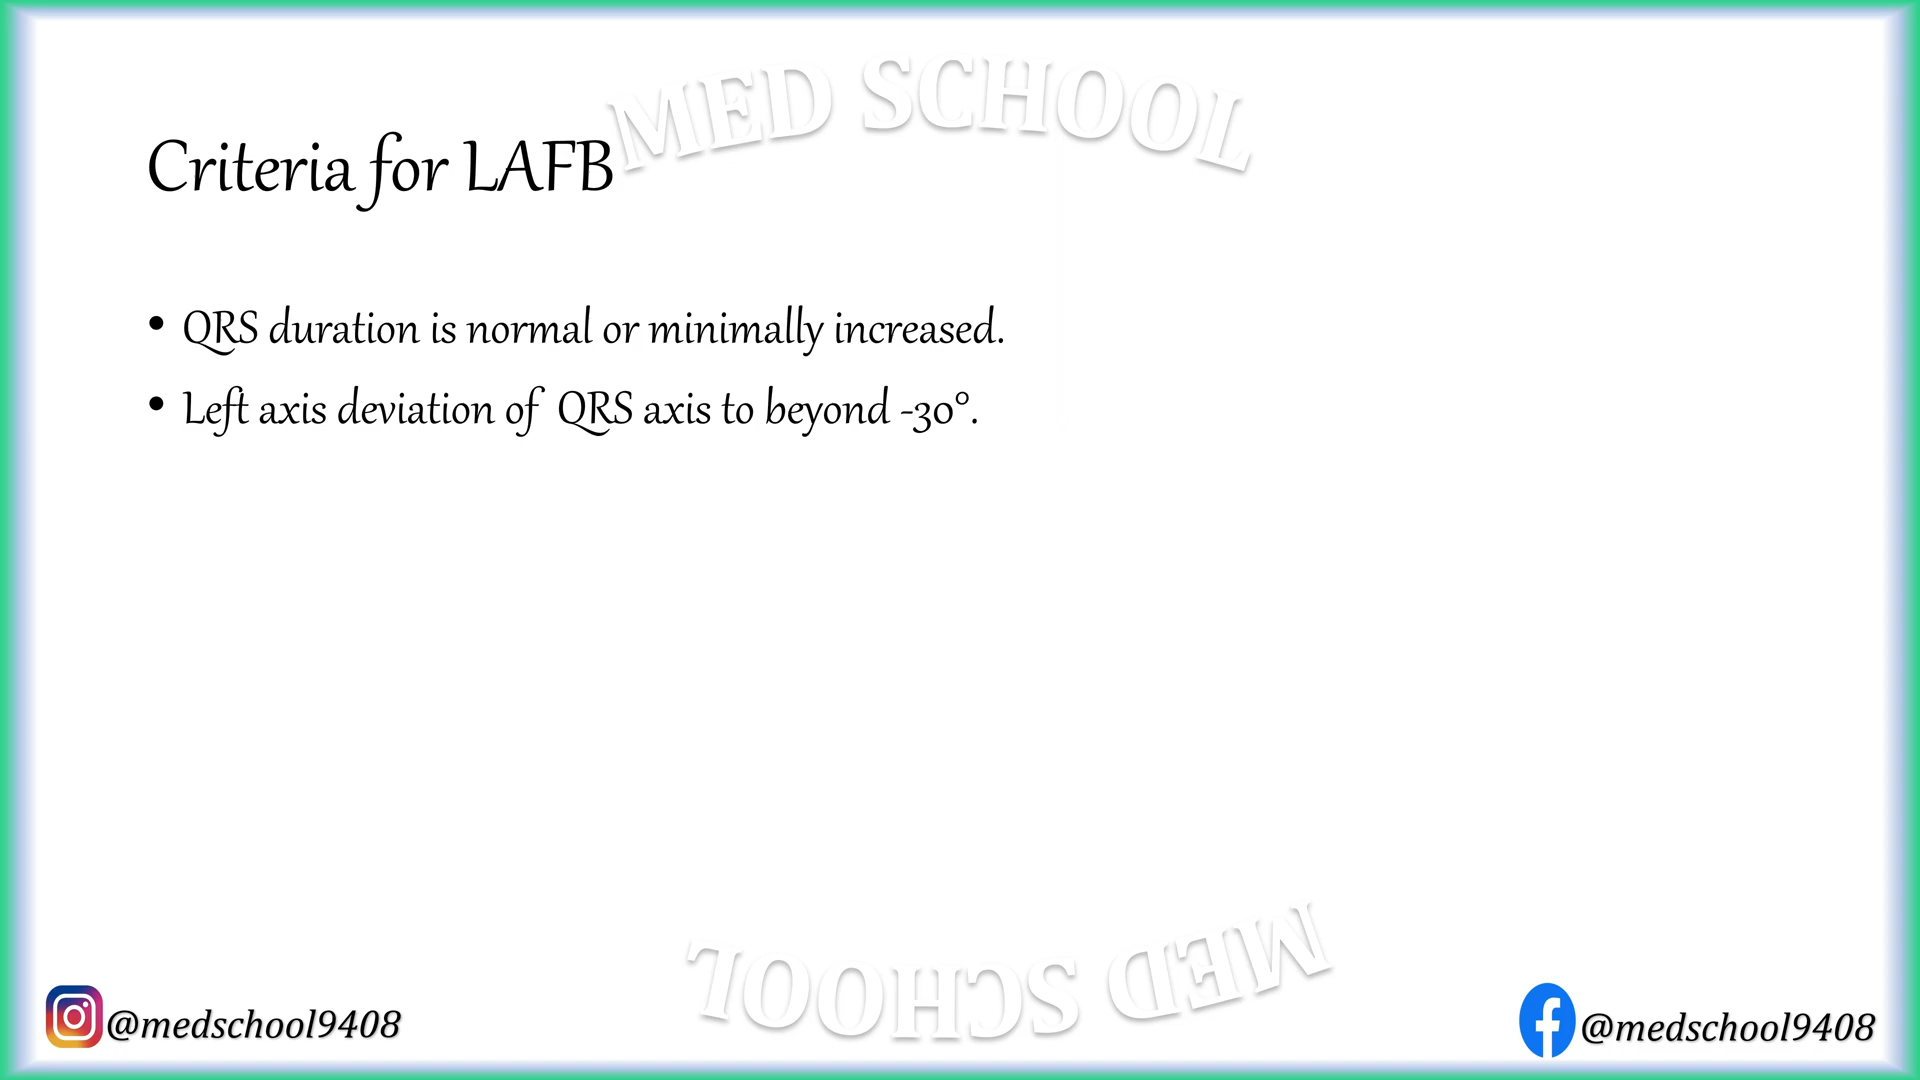 MED SCHOOL
Criteria for LAFB
• QRS duration is normal or minimally increased.
• Left axis deviation of QRS axis to beyond -30°.
MED SCHOOL
@medschool9408
@medschool9408